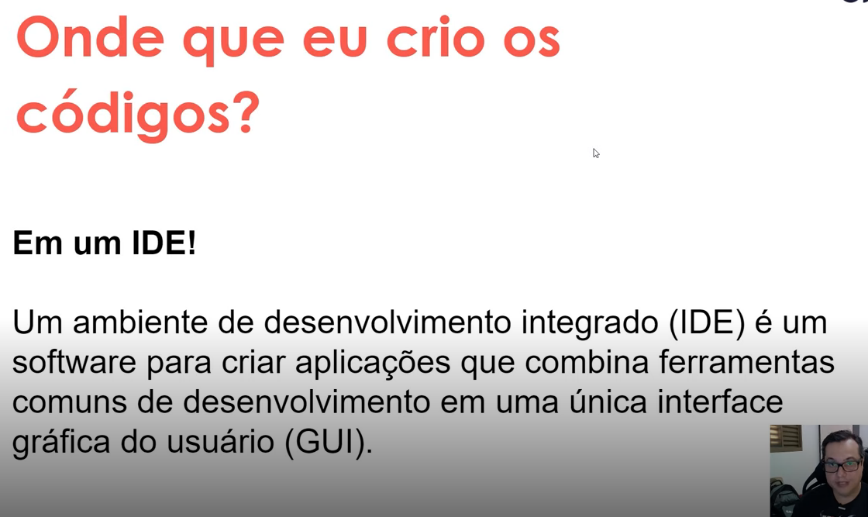 Onde que eu crio os
códigos?
Em um IDE!
Um ambiente de desenvolvimento integrado (IDE) é um
software para criar aplicações que combina ferramentas
comuns de desenvolvimento em uma única interface
gráfica do usuário (GUI).